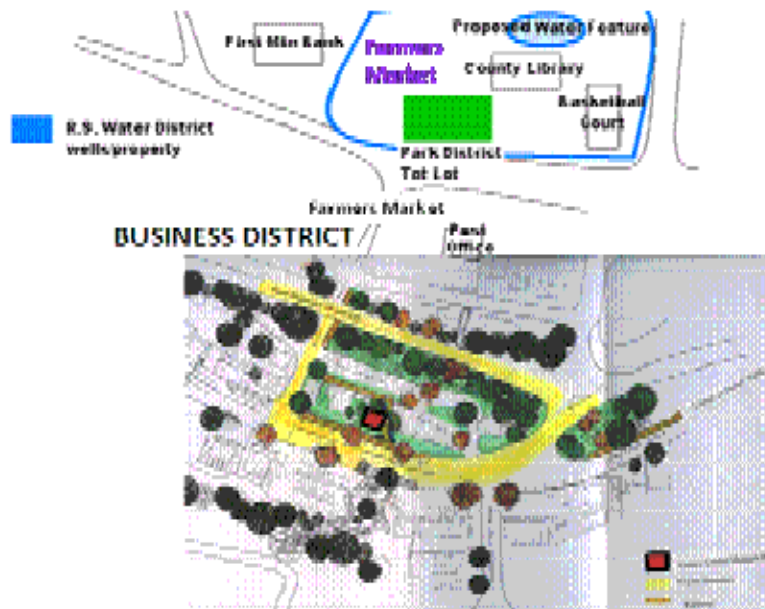 Proposed Water Feature
First Mtn Bank
Farmers
Market
County Library
Basketball
Court
R.S. Water District
wells/property
Park District
Tot Lot
Farmers Market
BUSINESS DISTRICT
Post
Office